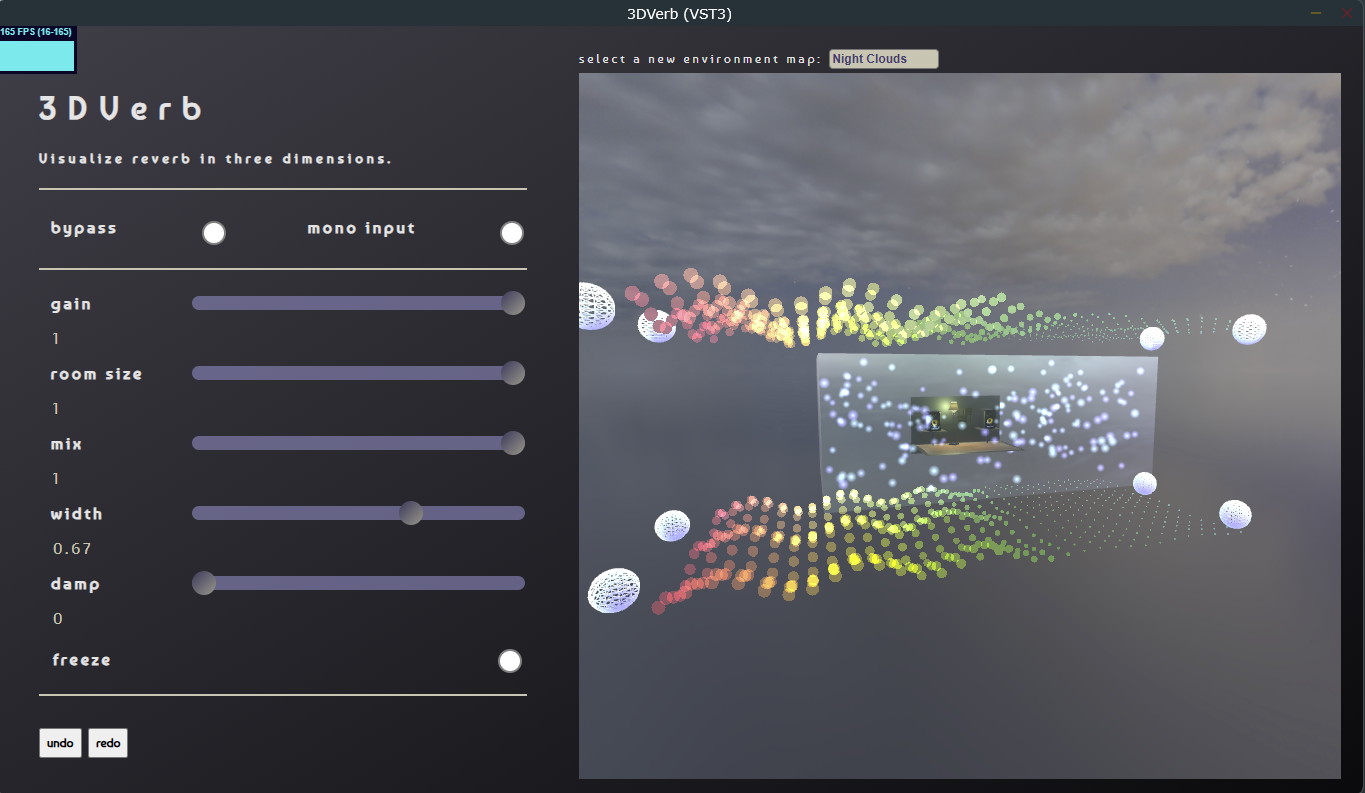 3DVerb (VST3)
165 FPS (16-165)
select a new environment map: Night Clouds
3DVerb
Visualize reverb in three dimensions.
bypass mono input
gain
1
room size
1
mix
1
width
0.67
damp
0
freeze
undo redo